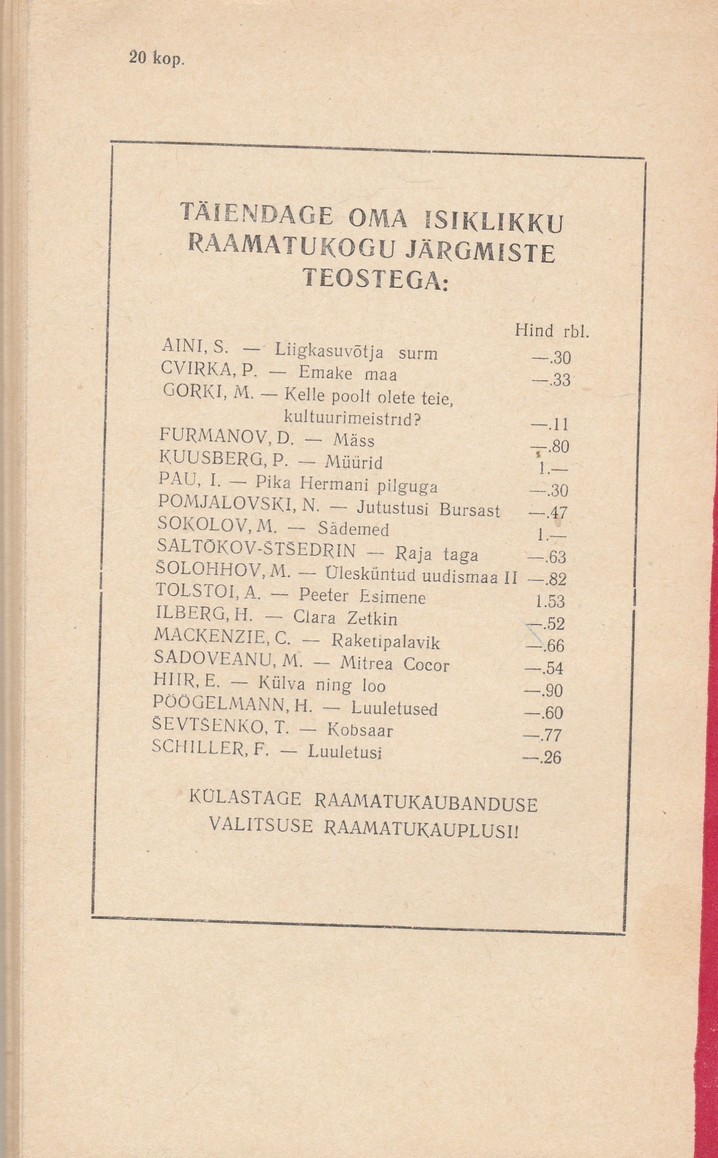 20 kop.
TÄIENDAGE OMA ISIKLIKKU
RAAMATUKOGU JÄRGMISTE
TEOSTEGA:
Hind rbl.
AINI, S. — Liigkasuvõtja surm —.30
CVIRKA, P. — Emake maa —.33
GORKI, M. — Kelle poolt olete teie,
kultuurimeistrid? —.11
FURMANOV, D. — Mäss —.80
KUUSBERG, P. — Müürid 1.—
PAU, I. — Pika Hermani pilguga —.30
POMJALOVSKI, N. — Jutustusi Bursast —.47
SOKOLOV, M. — Sädemed 1.—
SALTÕKOV-ŠTŠEDRIN — Raja taga —.63
ŠOLOHHOV, M. — Ülesküntud uudismaa II —.82
TOLSTOI, A. — Peeter Esimene 1.53
ILBERG, H. — Clara Zetkin —.52
MACKENZIE, C. — Raketipalavik —.66
SADOVEANU, M. — Mitrea Cocor —.54
HIIR, E. — Külva ning loo —.90
PÖÖGELMANN, H. — Luuletused —.60
ŠEVTŠENKO, T. — Kobsaar —.77
SCHILLER, F. — Luuletusi —.26
KÜLASTAGE RAAMATUKAUBANDUSE
VALITSUSE RAAMATUKAUPLUSI!